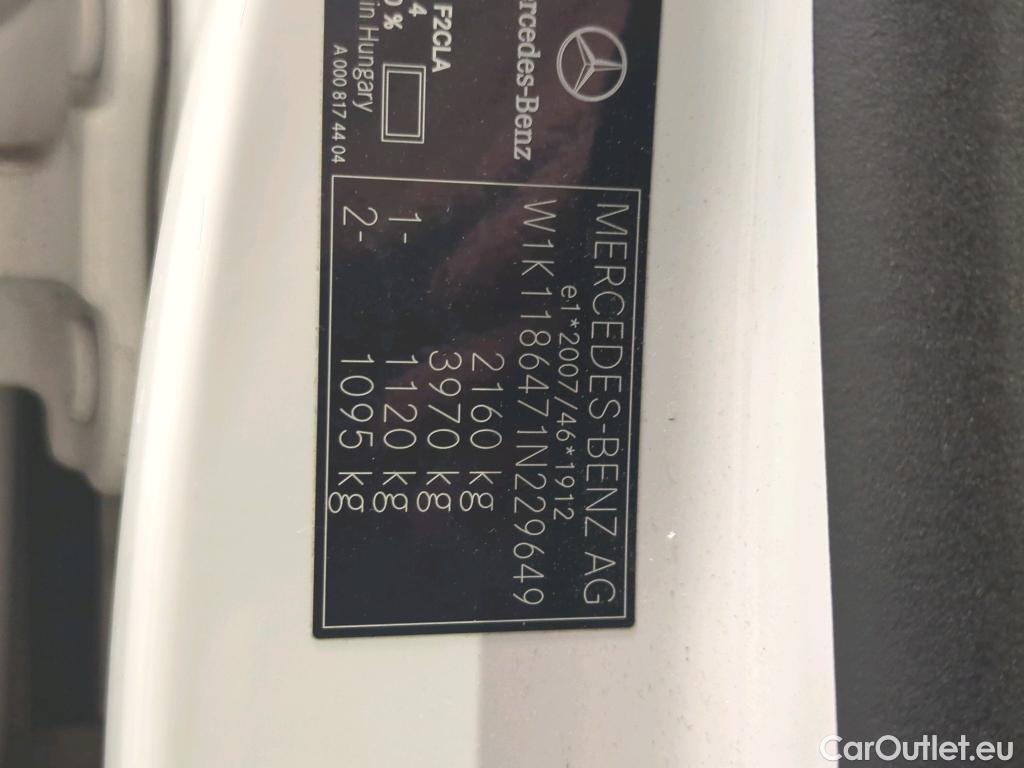 Mercedes-Benz
F2CLA
4
0 %
in Hungary
A 000 817 44 04
MERCEDES-BENZ AG
e1*2007/46*1912
W1K1186471N229649
2160 kg
3970 kg
1- 1120 kg
2- 1095 kg
CarOutlet.eu